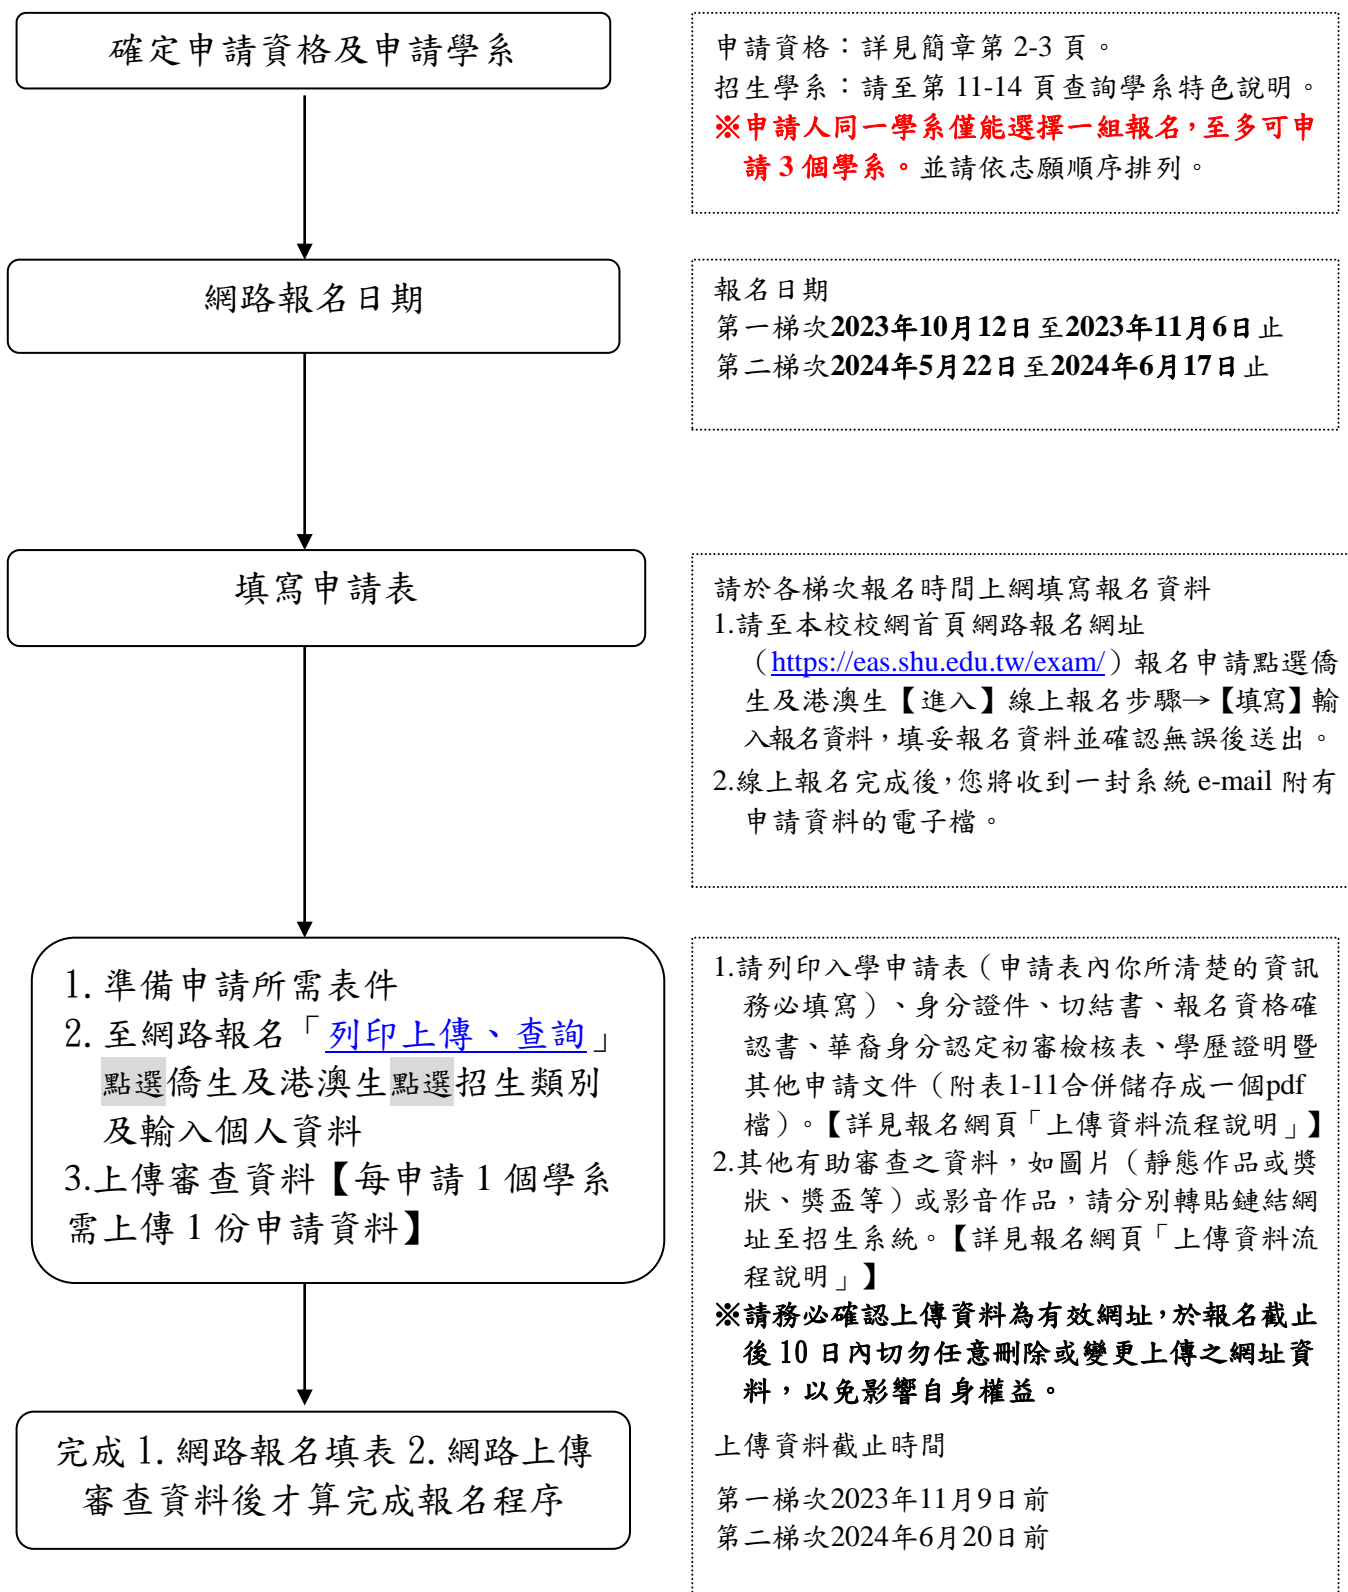 確定申請資格及申請學系
申請資格：詳見簡章第 2-3 頁。
招生學系：請至第 11-14 頁查詢學系特色說明。
※申請人同一學系僅能選擇一組報名，至多可申
請 3 個學系。並請依志願順序排列。
網路報名日期
報名日期
第一梯次2023年10月12日至2023年11月6日止
第二梯次2024年5月22日至2024年6月17日止
填寫申請表
請於各梯次報名時間上網填寫報名資料
1.請至本校校網首頁網路報名網址
（https://eas.shu.edu.tw/exam/）報名申請點選僑
生及港澳生【進入】線上報名步驟→【填寫】輸
入報名資料，填妥報名資料並確認無誤後送出。
2.線上報名完成後，您將收到一封系統 e-mail 附有
申請資料的電子檔。
1. 準備申請所需表件
2. 至網路報名「列印上傳、查詢」
點選僑生及港澳生點選招生類別
及輸入個人資料
3.上傳審查資料【每申請 1 個學系
需上傳 1 份申請資料】
1.請列印入學申請表（申請表內你所清楚的資訊
務必填寫）、身分證件、切結書、報名資格確
認書、華裔身分認定初審檢核表、學歷證明暨
其他申請文件（附表1-11合併儲存成一個pdf
檔）。【詳見報名網頁「上傳資料流程說明」】
2.其他有助審查之資料，如圖片（靜態作品或獎
狀、獎盃等）或影音作品，請分別轉貼鏈結網
址至招生系統。【詳見報名網頁「上傳資料流
程說明」】
※請務必確認上傳資料為有效網址，於報名截止
後 10 日內切勿任意刪除或變更上傳之網址資
料，以免影響自身權益。
上傳資料截止時間
第一梯次2023年11月9日前
第二梯次2024年6月20日前
完成 1. 網路報名填表 2. 網路上傳
審查資料後才算完成報名程序